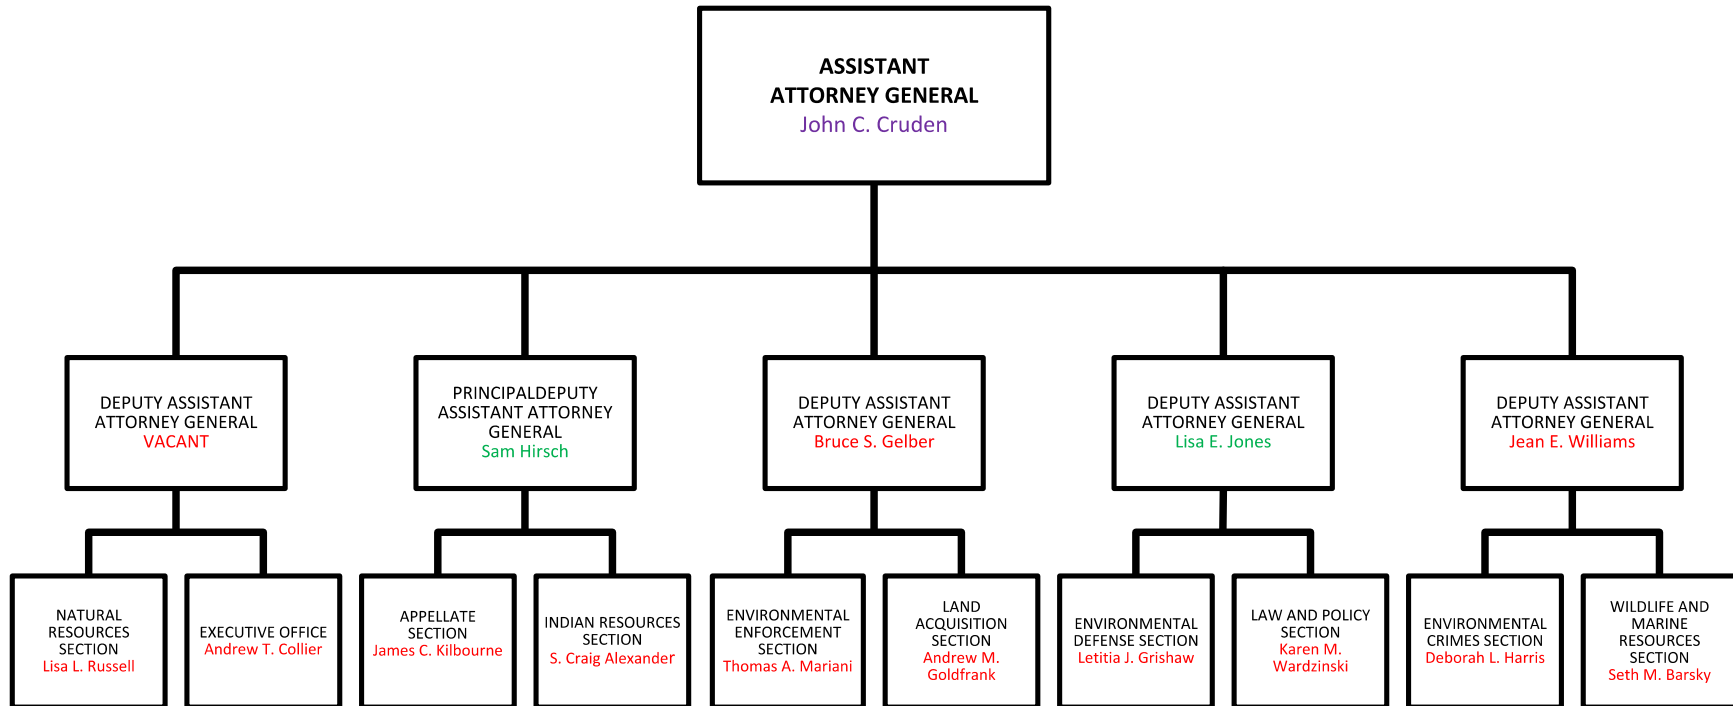 ASSISTANT
ATTORNEY GENERAL
John C. Cruden
DEPUTY ASSISTANT
ATTORNEY GENERAL
VACANT
PRINCIPALDEPUTY
ASSISTANT ATTORNEY
GENERAL
Sam Hirsch
DEPUTY ASSISTANT
ATTORNEY GENERAL
Bruce S. Gelber
DEPUTY ASSISTANT
ATTORNEY GENERAL
Lisa E. Jones
DEPUTY ASSISTANT
ATTORNEY GENERAL
Jean E. Williams
NATURAL
RESOURCES
SECTION
Lisa L. Russell
EXECUTIVE OFFICE
Andrew T. Collier
APPELLATE
SECTION
James C. Kilbourne
INDIAN RESOURCES
SECTION
S. Craig Alexander
ENVIRONMENTAL
ENFORCEMENT
SECTION
Thomas A. Mariani
LAND
ACQUISITION
SECTION
Andrew M.
Goldfrank
ENVIRONMENTAL
DEFENSE SECTION
Letitia J. Grishaw
LAW AND POLICY
SECTION
Karen M.
Wardzinski
ENVIRONMENTAL
CRIMES SECTION
Deborah L. Harris
WILDLIFE AND
MARINE
RESOURCES
SECTION
Seth M. Barsky